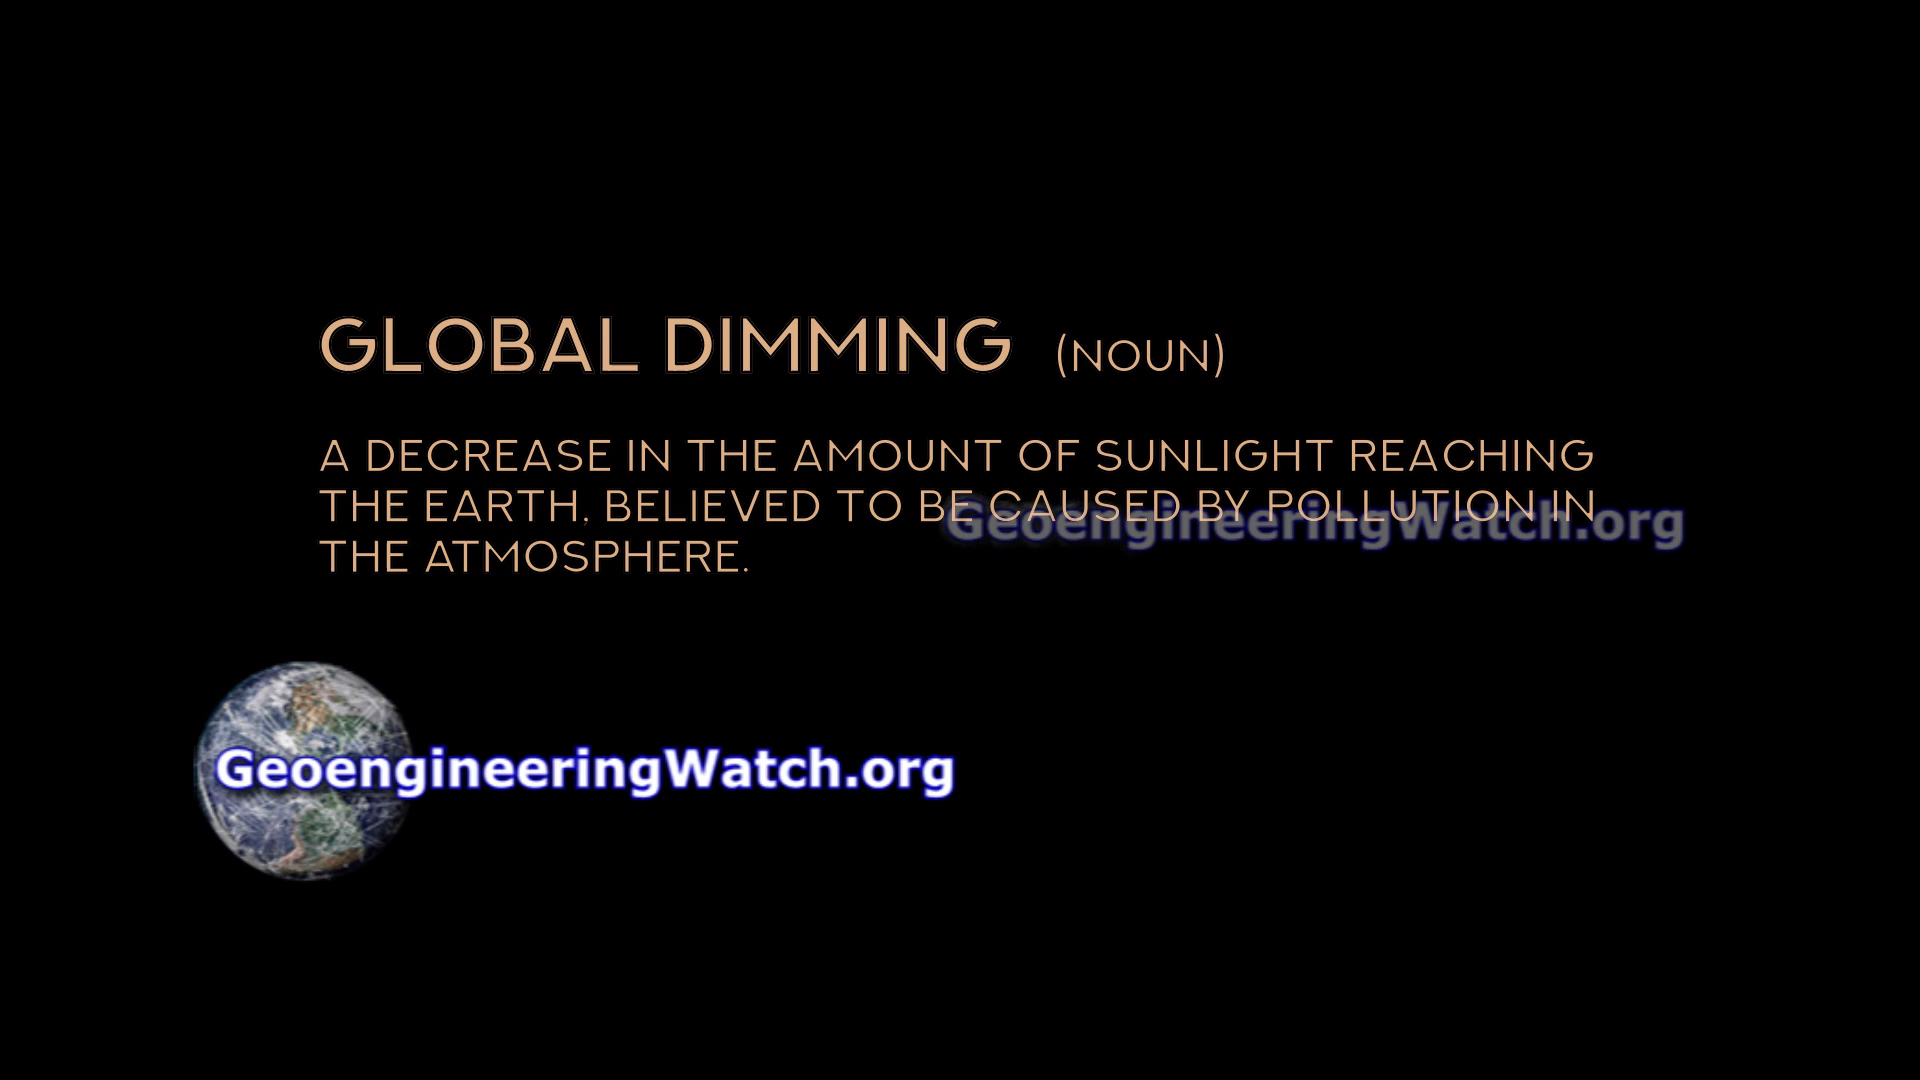 GLOBAL DIMMING (NOUN)
A DECREASE IN THE AMOUNT OF SUNLIGHT REACHING
THE EARTH, BELIEVED TO BE CAUSED BY POLLUTION IN
THE ATMOSPHERE.
GeoengineeringWatch.org
GeoengineeringWatch.org